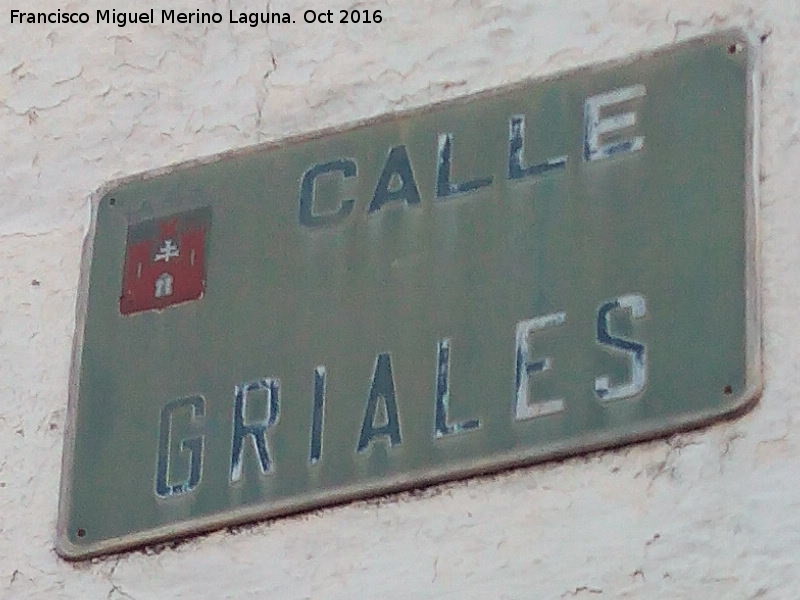 Francisco Miguel Merino Laguna. Oct 2016
CALLE
GRIALES